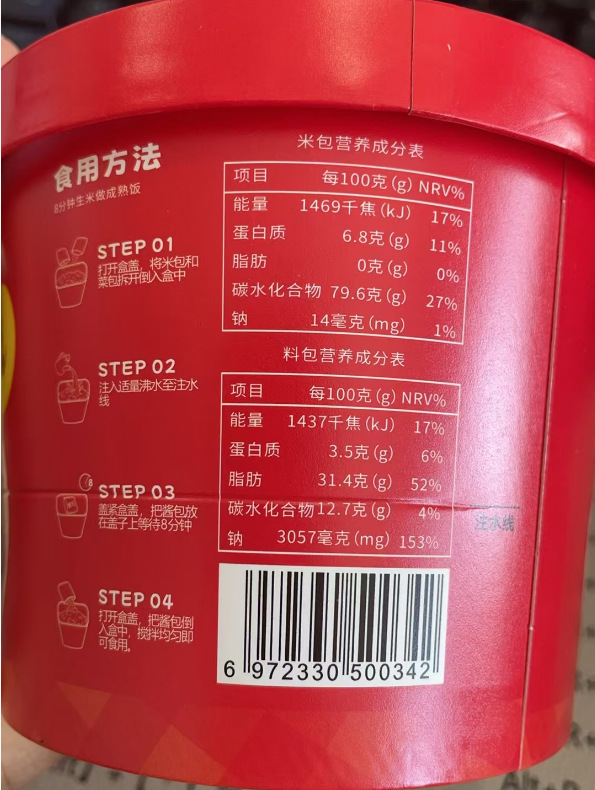 食用方法
8分钟生米做成熟饭
STEP 01
打开盒盖，将米包和
菜包拆开倒入盒中
STEP 02
注入适量沸水至注水
线
STEP 03
盖紧盒盖，把酱包放
在盖子上等待8分钟
STEP 04
打开盒盖，把酱包倒
入盒中，搅拌均匀即
可食用。
米包营养成分表
项目 每100克(g) NRV%
能量 1469千焦(kJ) 17%
蛋白质 6.8克(g) 11%
脂肪 0克(g) 0%
碳水化合物 79.6克(g) 27%
钠 14毫克(mg) 1%
料包营养成分表
项目 每100克(g) NRV%
能量 1437千焦(kJ) 17%
蛋白质 3.5克(g) 6%
脂肪 31.4克(g) 52%
碳水化合物12.7克(g) 4%
钠 3057毫克(mg) 153%
注水线
6 972330 500342